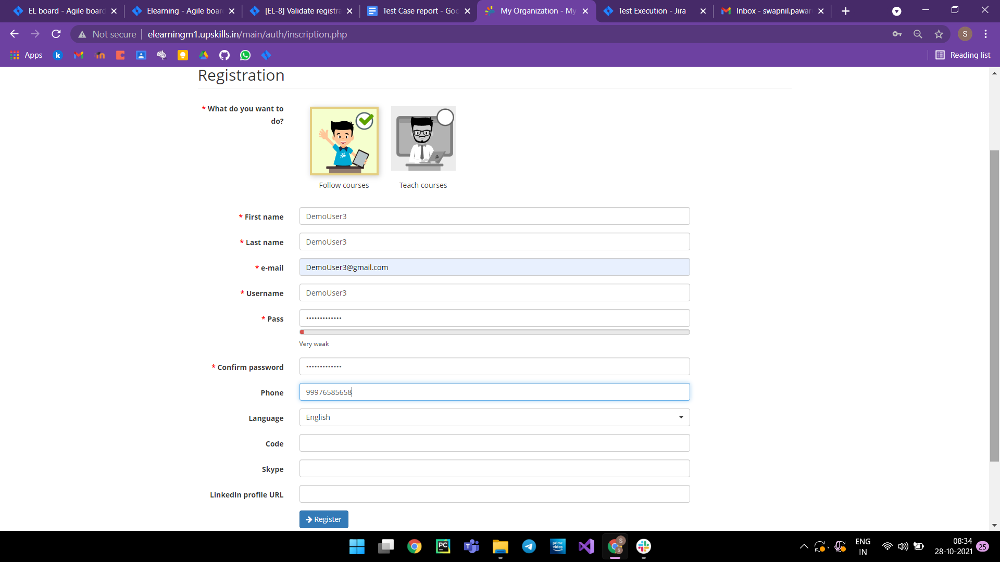 EL board - Agile board
Elearning - Agile boar
[EL-8] Validate registra
Test Case report - Goo
My Organization - My
Test Execution - Jira
Inbox - swapnil.pawar
Not secure
elearningm1.upskills.in/main/auth/inscription.php
S
Apps
Reading list
Registration
* What do you want to
do?
Follow courses
Teach courses
* First name
DemoUser3
* Last name
DemoUser3
* e-mail
DemoUser3@gmail.com
* Username
DemoUser3
* Pass
•••••••••••••
Very weak
* Confirm password
•••••••••••••
Phone
99976585658
Language
English
Code
Skype
LinkedIn profile URL
Register
PC
prime
video
S
S
ENG
IN
08:34
28-10-2021
25